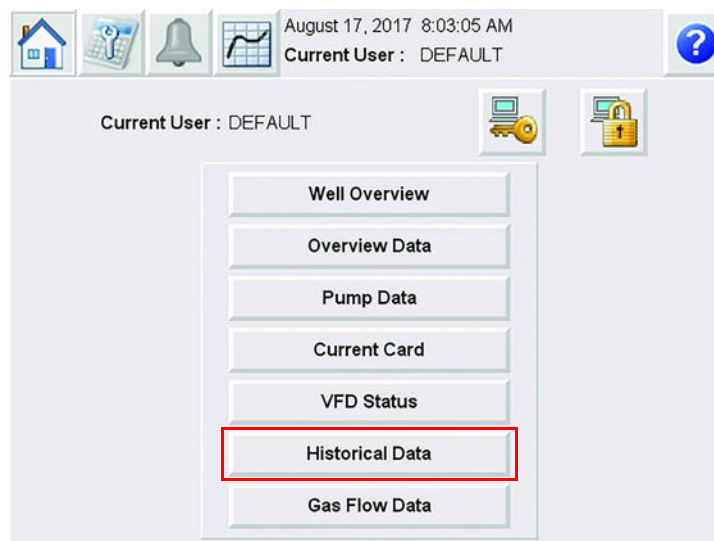 August 17, 2017 8:03:05 AM
Current User : DEFAULT
?
Current User : DEFAULT
Well Overview
Overview Data
Pump Data
Current Card
VFD Status
Historical Data
Gas Flow Data